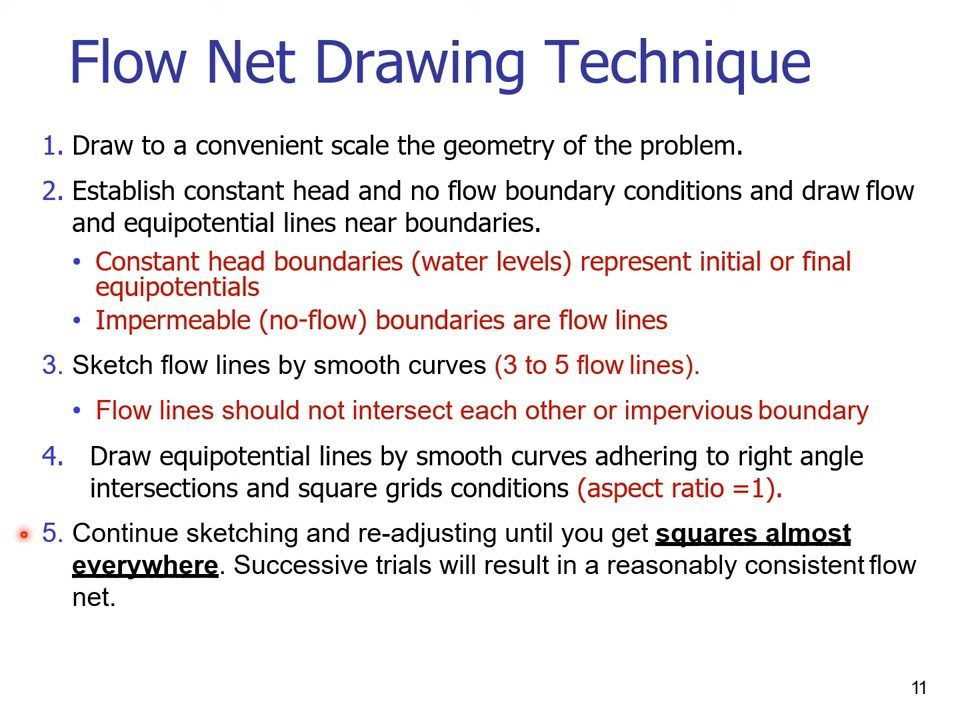 Flow Net Drawing Technique
1. Draw to a convenient scale the geometry of the problem.
2. Establish constant head and no flow boundary conditions and draw flow
and equipotential lines near boundaries.
• Constant head boundaries (water levels) represent initial or final
equipotentials
• Impermeable (no-flow) boundaries are flow lines
3. Sketch flow lines by smooth curves (3 to 5 flow lines).
• Flow lines should not intersect each other or impervious boundary
4. Draw equipotential lines by smooth curves adhering to right angle
intersections and square grids conditions (aspect ratio =1).
5. Continue sketching and re-adjusting until you get squares almost
everywhere. Successive trials will result in a reasonably consistent flow
net.
11